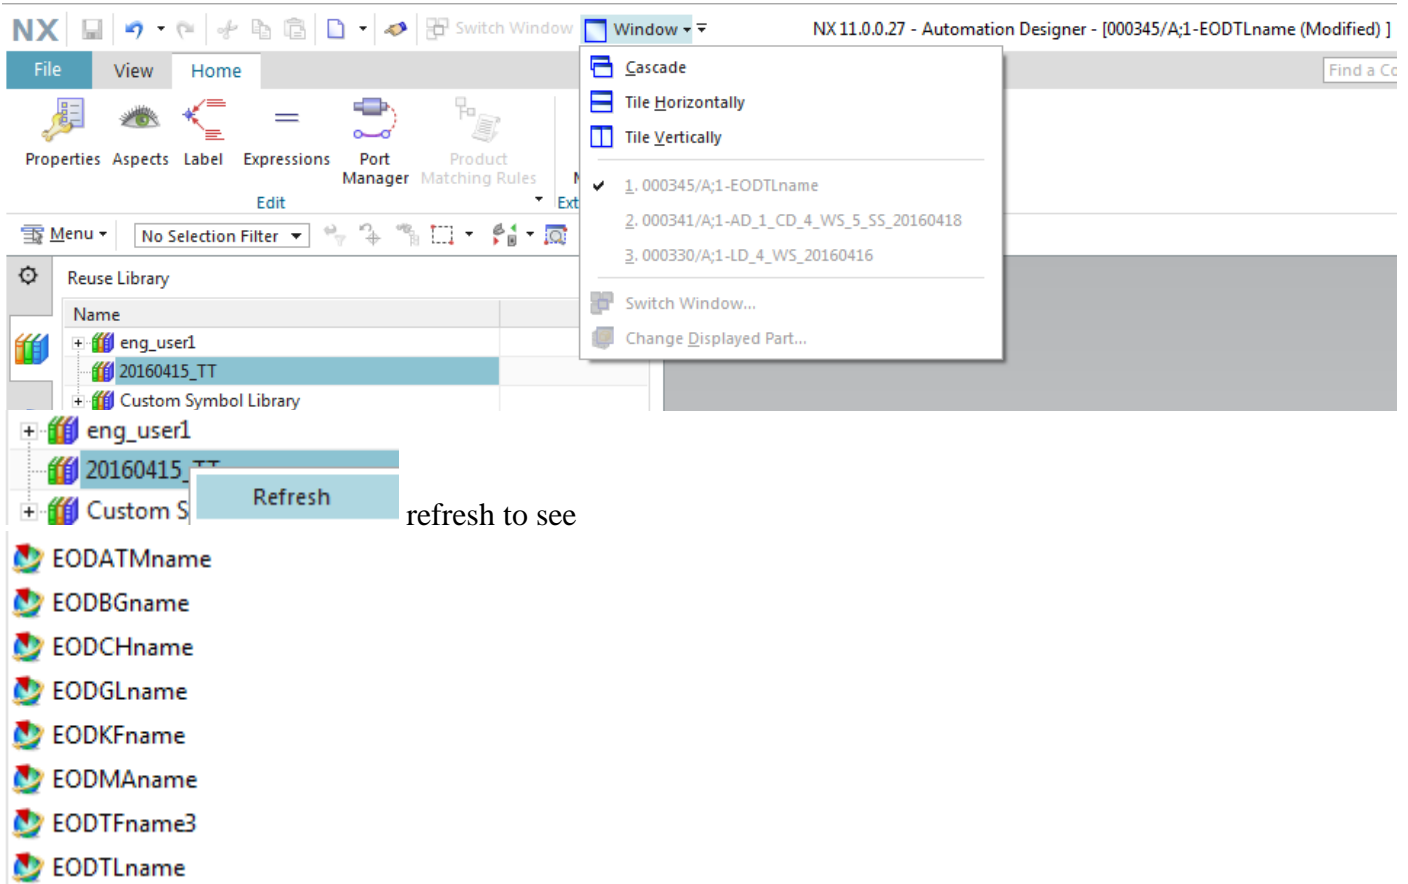 NX Switch Window Window NX 11.0.0.27 - Automation Designer - [000345/A;1-EODTLname (Modified) ]
File View Home
Find a Co
Cascade
Tile Horizontally
Tile Vertically
1. 000345/A;1-EODTLname
2. 000341/A;1-AD_1_CD_4_WS_5_SS_20160418
3. 000330/A;1-LD_4_WS_20160416
Switch Window...
Change Displayed Part...
Properties Aspects Label Expressions Port Manager Product Matching Rules
Edit Ext
Menu No Selection Filter
Reuse Library
Name
eng_user1
20160415_TT
Custom Symbol Library
eng_user1
20160415_TT
Custom S
Refresh
refresh to see
EODATMname
EODBGname
EODCHname
EODGLname
EODKFname
EODMAname
EODTFname3
EODTLname